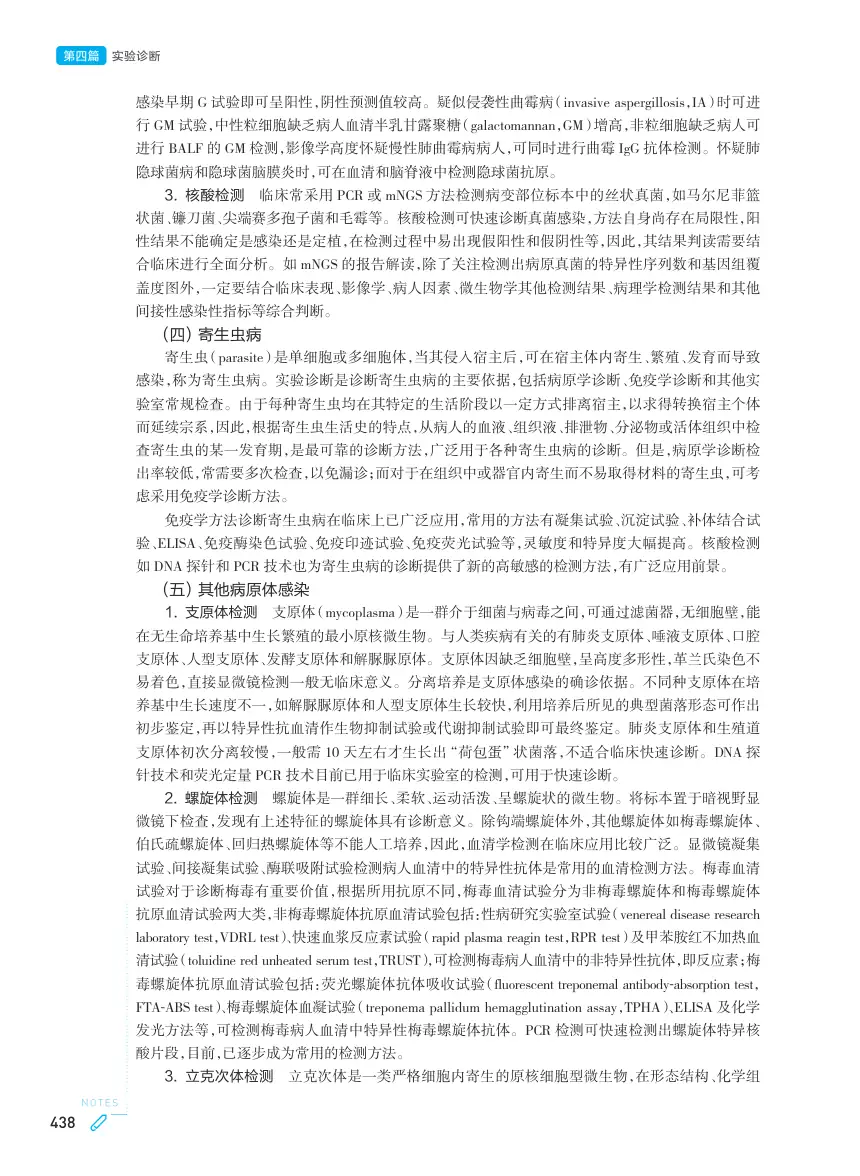 第四篇 实验诊断
感染早期 G 试验即可呈阳性,阴性预测值较高。疑似侵袭性曲霉病(invasive aspergillosis,IA)时可进
行 GM 试验,中性粒细胞缺乏病人血清半乳甘露聚糖(galactomannan,GM)增高,非粒细胞缺乏病人可
进行 BALF 的 GM 检测,影像学高度怀疑慢性肺曲霉病病人,可同时进行曲霉 IgG 抗体检测。怀疑肺
隐球菌病和隐球菌脑膜炎时,可在血清和脑脊液中检测隐球菌抗原。
3. 核酸检测 临床常采用 PCR 或 mNGS 方法检测病变部位标本中的丝状真菌,如马尔尼菲篮
状菌、镰刀菌、尖端赛多孢子菌和毛霉等。核酸检测可快速诊断真菌感染,方法自身尚存在局限性,阳
性结果不能确定是感染还是定植,在检测过程中易出现假阳性和假阴性等,因此,其结果判读需要结
合临床进行全面分析。如 mNGS 的报告解读,除了关注检测出病原真菌的特异性序列数和基因组覆
盖度图外,一定要结合临床表现、影像学、病人因素、微生物学其他检测结果、病理学检测结果和其他
间接性感染性指标等综合判断。
(四)寄生虫病
寄生虫(parasite)是单细胞或多细胞体,当其侵入宿主后,可在宿主体内寄生、繁殖、发育而导致
感染,称为寄生虫病。实验诊断是诊断寄生虫病的主要依据,包括病原学诊断、免疫学诊断和其他实
验室常规检查。由于每种寄生虫均在其特定的生活阶段以一定方式排离宿主,以求得转换宿主个体
而延续宗系,因此,根据寄生虫生活史的特点,从病人的血液、组织液、排泄物、分泌物或活体组织中检
查寄生虫的某一发育期,是最可靠的诊断方法,广泛用于各种寄生虫病的诊断。但是,病原学诊断检
出率较低,常需要多次检查,以免漏诊;而对于在组织中或器官内寄生而不易取得材料的寄生虫,可考
虑采用免疫学诊断方法。
免疫学方法诊断寄生虫病在临床上已广泛应用,常用的方法有凝集试验、沉淀试验、补体结合试
验、ELISA、免疫酶染色试验、免疫印迹试验、免疫荧光试验等,灵敏度和特异度大幅提高。核酸检测
如 DNA 探针和 PCR 技术也为寄生虫病的诊断提供了新的高敏感的检测方法,有广泛应用前景。
(五)其他病原体感染
1. 支原体检测 支原体(mycoplasma)是一群介于细菌与病毒之间,可通过滤菌器,无细胞壁,能
在无生命培养基中生长繁殖的最小原核微生物。与人类疾病有关的有肺炎支原体、唾液支原体、口腔
支原体、人型支原体、发酵支原体和解脲脲原体。支原体因缺乏细胞壁,呈高度多形性,革兰氏染色不
易着色,直接显微镜检测一般无临床意义。分离培养是支原体感染的确诊依据。不同种支原体在培
养基中生长速度不一,如解脲脲原体和人型支原体生长较快,利用培养后所见的典型菌落形态可作出
初步鉴定,再以特异性抗血清作生物抑制试验或代谢抑制试验即可最终鉴定。肺炎支原体和生殖道
支原体初次分离较慢,一般需 10 天左右才生长出“荷包蛋”状菌落,不适合临床快速诊断。DNA 探
针技术和荧光定量 PCR 技术目前已用于临床实验室的检测,可用于快速诊断。
2. 螺旋体检测 螺旋体是一群细长、柔软、运动活泼、呈螺旋状的微生物。将标本置于暗视野显
微镜下检查,发现有上述特征的螺旋体具有诊断意义。除钩端螺旋体外,其他螺旋体如梅毒螺旋体、
伯氏疏螺旋体、回归热螺旋体等不能人工培养,因此,血清学检测在临床应用比较广泛。显微镜凝集
试验、间接凝集试验、酶联吸附试验检测病人血清中的特异性抗体是常用的血清检测方法。梅毒血清
试验对于诊断梅毒有重要价值,根据所用抗原不同,梅毒血清试验分为非梅毒螺旋体和梅毒螺旋体
抗原血清试验两大类,非梅毒螺旋体抗原血清试验包括:性病研究实验室试验(venereal disease research
laboratory test,VDRL test)、快速血浆反应素试验(rapid plasma reagin test,RPR test)及甲苯胺红不加热血
清试验(toluidine red unheated serum test,TRUST),可检测梅毒病人血清中的非特异性抗体,即反应素;梅
毒螺旋体抗原血清试验包括:荧光螺旋体抗体吸收试验(fluorescent treponemal antibody-absorption test,
FTA-ABS test)、梅毒螺旋体血凝试验(treponema pallidum hemagglutination assay,TPHA)、ELISA 及化学
发光方法等,可检测梅毒病人血清中特异性梅毒螺旋体抗体。PCR 检测可快速检测出螺旋体特异核
酸片段,目前,已逐步成为常用的检测方法。
3. 立克次体检测 立克次体是一类严格细胞内寄生的原核细胞型微生物,在形态结构、化学组
NOTES
438